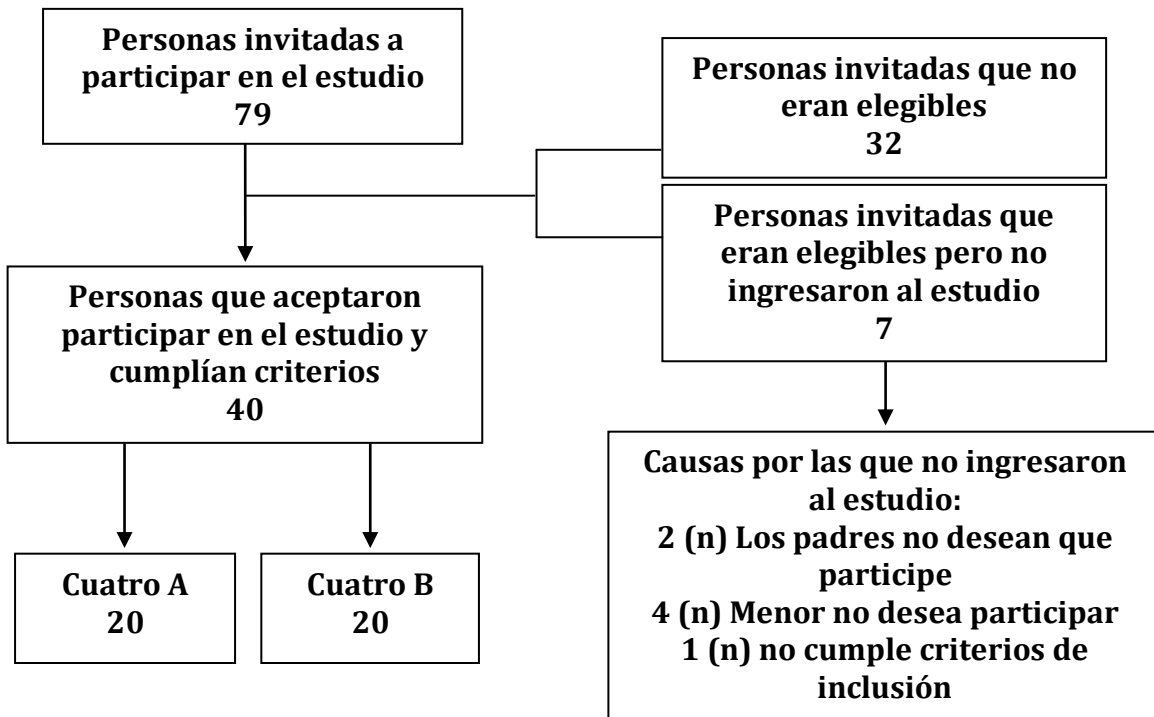 Personas invitadas a
participar en el estudio
79
Personas invitadas que no
eran elegibles
32
Personas invitadas que
eran elegibles pero no
ingresaron al estudio
7
Personas que aceptaron
participar en el estudio y
cumplían criterios
40
Causas por las que no ingresaron
al estudio:
2 (n) Los padres no desean que
participe
4 (n) Menor no desea participar
1 (n) no cumple criterios de
inclusión
Cuatro A
20
Cuatro B
20